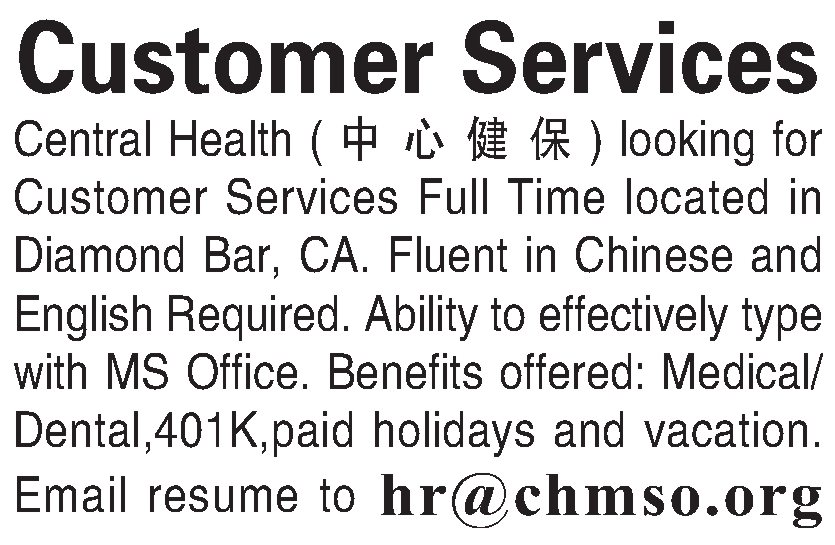 Customer Services
Central Health ( 中 心 健 保 ) looking for
Customer Services Full Time located in
Diamond Bar, CA. Fluent in Chinese and
English Required. Ability to effectively type
with MS Office. Benefits offered: Medical/
Dental,401K,paid holidays and vacation.
Email resume to hr@chmso.org